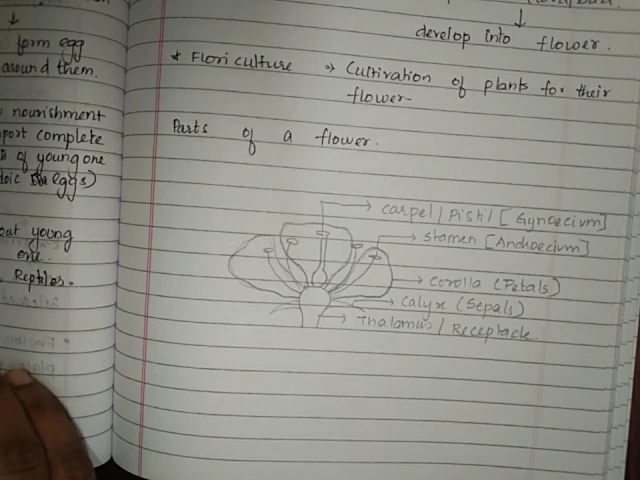 form egg
around them.
nourishment
port complete
of young one
eggs)
out young
one.
Reptiles.
develop into flower.
* Floriculture → Cultivation of plants for their
flower-
Parts of a flower.
carpel / Pistil [Gynoecium]
stamen [Androecium]
corolla (Petals)
calyx (Sepals)
Thalamus / Receptacle.